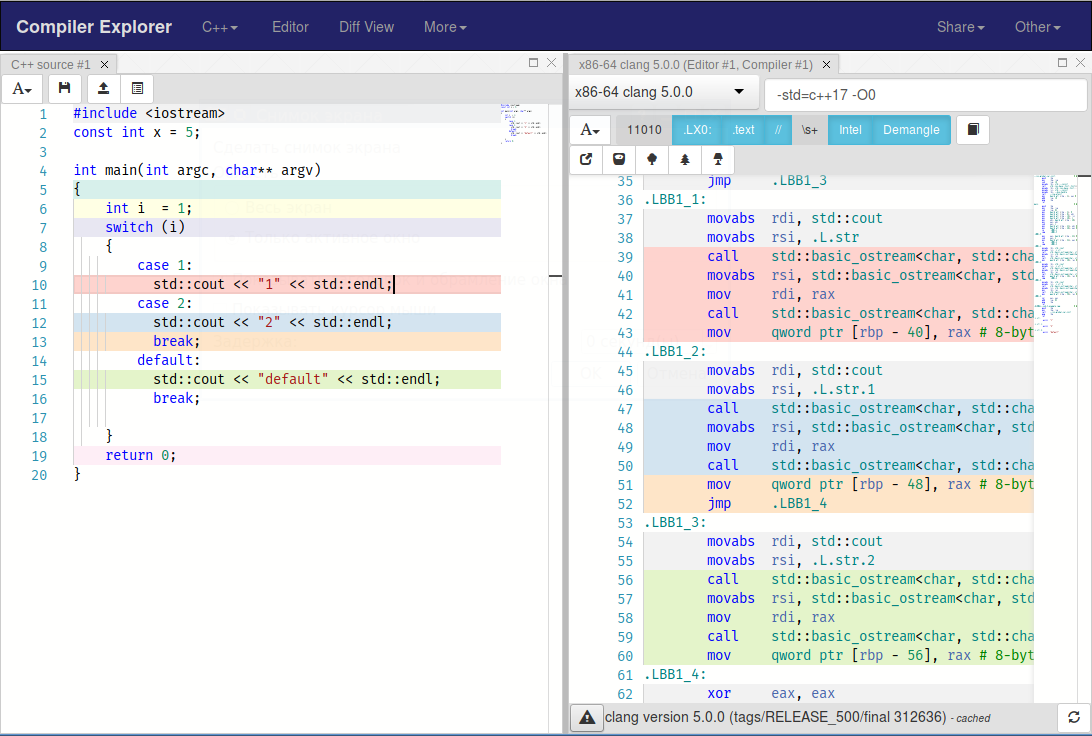 Compiler Explorer C++ Editor Diff View More Share Other
C++ source #1
A
1 #include <iostream>
2 const int x = 5;
3
4 int main(int argc, char** argv)
5 {
6 int i  = 1;
7 switch (i)
8 {
9 case 1:
10 std::cout << "1" << std::endl;
11 case 2:
12 std::cout << "2" << std::endl;
13 break;
14 default:
15 std::cout << "default" << std::endl;
16 break;
17
18 }
19 return 0;
20 }
x86-64 clang 5.0.0 (Editor #1, Compiler #1)
x86-64 clang 5.0.0 -std=c++17 -O0
A 11010 .LX0: .text // \s+ Intel Demangle
35 jmp .LBB1_3
36 .LBB1_1:
37 movabs rdi, std::cout
38 movabs rsi, .L.str
39 call std::basic_ostream<char, std::cha
40 movabs rsi, std::basic_ostream<char, std
41 mov rdi, rax
42 call std::basic_ostream<char, std::cha
43 mov qword ptr [rbp - 40], rax # 8-byt
44 .LBB1_2:
45 movabs rdi, std::cout
46 movabs rsi, .L.str.1
47 call std::basic_ostream<char, std::cha
48 movabs rsi, std::basic_ostream<char, std
49 mov rdi, rax
50 call std::basic_ostream<char, std::cha
51 mov qword ptr [rbp - 48], rax # 8-byt
52 jmp .LBB1_4
53 .LBB1_3:
54 movabs rdi, std::cout
55 movabs rsi, .L.str.2
56 call std::basic_ostream<char, std::cha
57 movabs rsi, std::basic_ostream<char, std
58 mov rdi, rax
59 call std::basic_ostream<char, std::cha
60 mov qword ptr [rbp - 56], rax # 8-byt
61 .LBB1_4:
62 xor eax, eax
clang version 5.0.0 (tags/RELEASE_500/final 312636) - cached